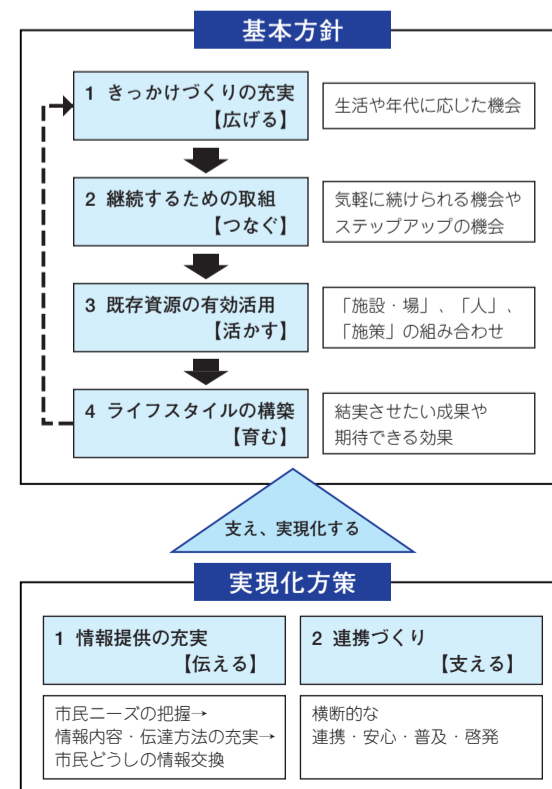 基本方針
1 きっかけづくりの充実
【広げる】
生活や年代に応じた機会
2 継続するための取組
【つなぐ】
気軽に続けられる機会や
ステップアップの機会
3 既存資源の有効活用
【活かす】
「施設・場」、「人」、
「施策」の組み合わせ
4 ライフスタイルの構築
【育む】
結実させたい成果や
期待できる効果
支え、実現化する
実現化方策
1 情報提供の充実
【伝える】
市民ニーズの把握→
情報内容・伝達方法の充実→
市民どうしの情報交換
2 連携づくり
【支える】
横断的な
連携・安心・普及・啓発